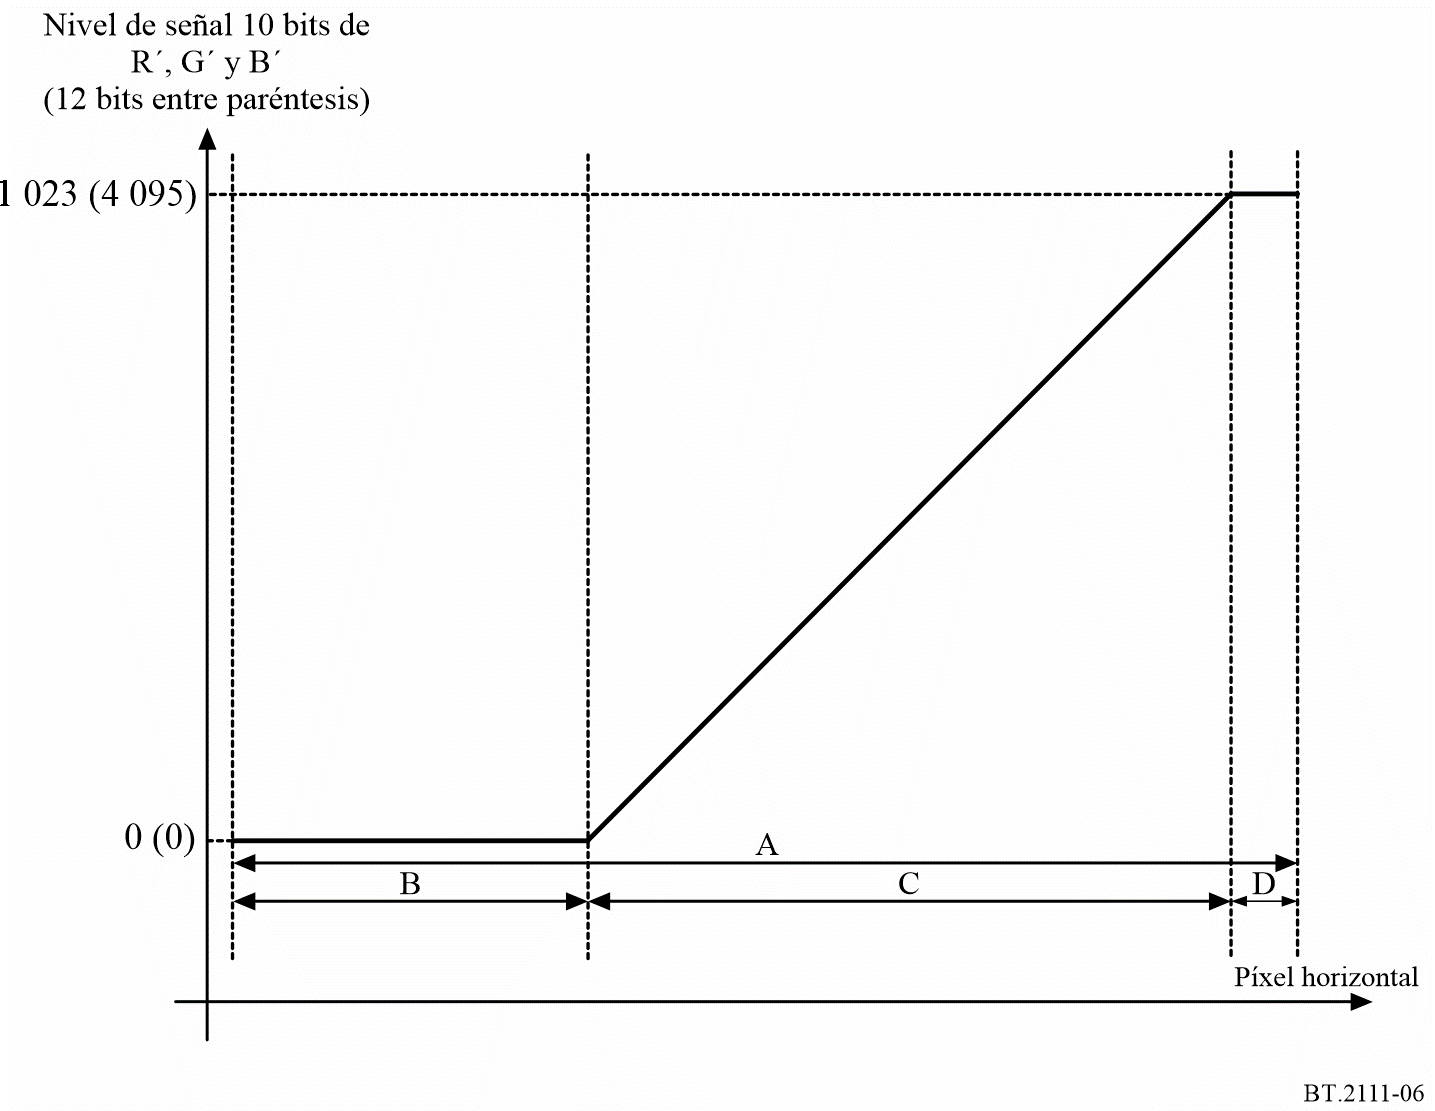 Nivel de señal 10 bits de
R´, G´ y B´
(12 bits entre paréntesis)
1 023 (4 095)
0 (0)
A
B
C
D
Píxel horizontal
BT.2111-06